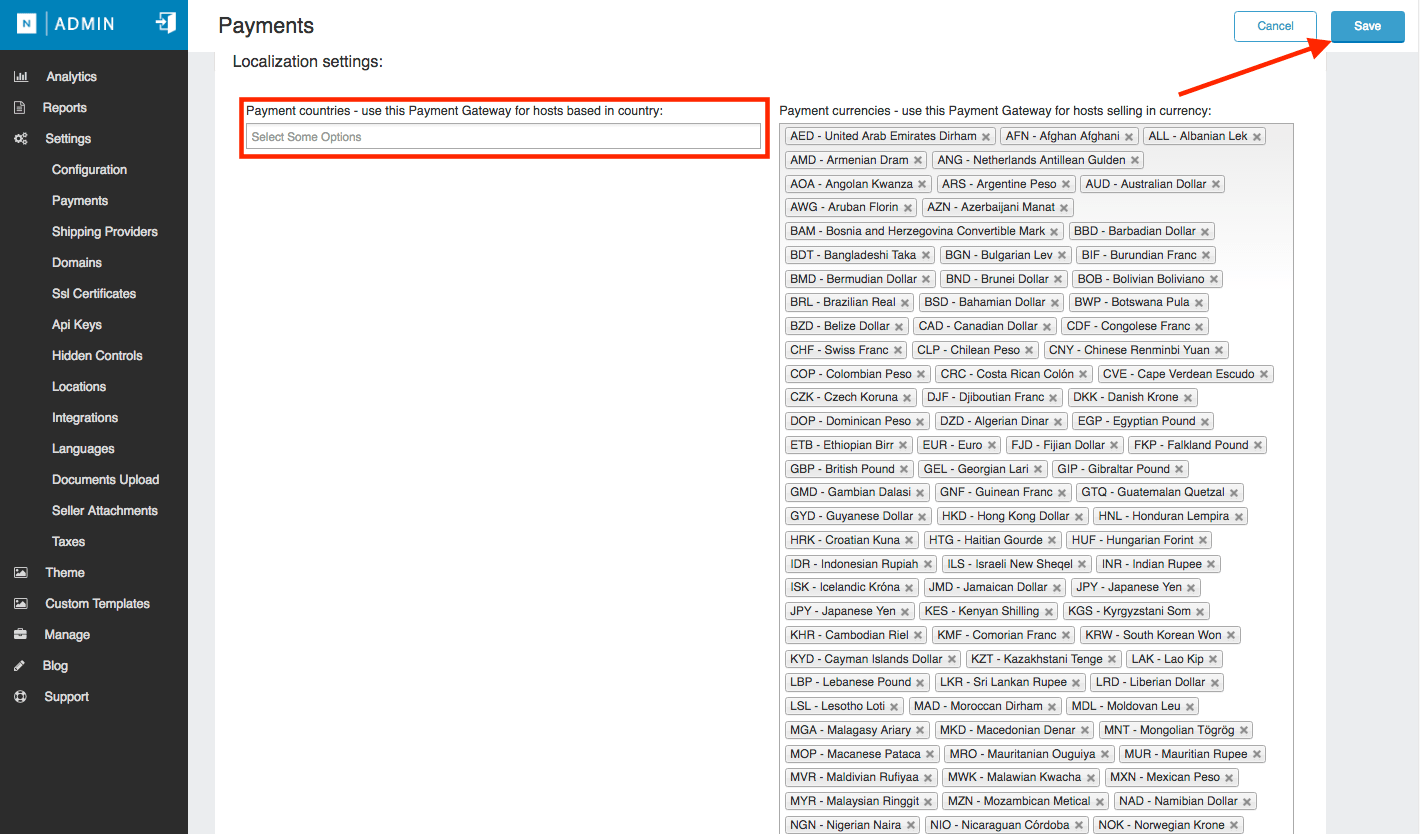 N ADMIN
Analytics
Reports
Settings
Configuration
Payments
Shipping Providers
Domains
Ssl Certificates
Api Keys
Hidden Controls
Locations
Integrations
Languages
Documents Upload
Seller Attachments
Taxes
Theme
Custom Templates
Manage
Blog
Support
Payments
Cancel
Save
Localization settings:
Payment countries - use this Payment Gateway for hosts based in country:
Select Some Options
Payment currencies - use this Payment Gateway for hosts selling in currency:
AED - United Arab Emirates Dirham AFN - Afghan Afghani ALL - Albanian Lek
AMD - Armenian Dram ANG - Netherlands Antillean Gulden
AOA - Angolan Kwanza ARS - Argentine Peso AUD - Australian Dollar
AWG - Aruban Florin AZN - Azerbaijani Manat
BAM - Bosnia and Herzegovina Convertible Mark BBD - Barbadian Dollar
BDT - Bangladeshi Taka BGN - Bulgarian Lev BIF - Burundian Franc
BMD - Bermudian Dollar BND - Brunei Dollar BOB - Bolivian Boliviano
BRL - Brazilian Real BSD - Bahamian Dollar BWP - Botswana Pula
BZD - Belize Dollar CAD - Canadian Dollar CDF - Congolese Franc
CHF - Swiss Franc CLP - Chilean Peso CNY - Chinese Renminbi Yuan
COP - Colombian Peso CRC - Costa Rican Colón CVE - Cape Verdean Escudo
CZK - Czech Koruna DJF - Djiboutian Franc DKK - Danish Krone
DOP - Dominican Peso DZD - Algerian Dinar EGP - Egyptian Pound
ETB - Ethiopian Birr EUR - Euro FJD - Fijian Dollar FKP - Falkland Pound
GBP - British Pound GEL - Georgian Lari GIP - Gibraltar Pound
GMD - Gambian Dalasi GNF - Guinean Franc GTQ - Guatemalan Quetzal
GYD - Guyanese Dollar HKD - Hong Kong Dollar HNL - Honduran Lempira
HRK - Croatian Kuna HTG - Haitian Gourde HUF - Hungarian Forint
IDR - Indonesian Rupiah ILS - Israeli New Sheqel INR - Indian Rupee
ISK - Icelandic Króna JMD - Jamaican Dollar JPY - Japanese Yen
JPY - Japanese Yen KES - Kenyan Shilling KGS - Kyrgyzstani Som
KHR - Cambodian Riel KMF - Comorian Franc KRW - South Korean Won
KYD - Cayman Islands Dollar KZT - Kazakhstani Tenge LAK - Lao Kip
LBP - Lebanese Pound LKR - Sri Lankan Rupee LRD - Liberian Dollar
LSL - Lesotho Loti MAD - Moroccan Dirham MDL - Moldovan Leu
MGA - Malagasy Ariary MKD - Macedonian Denar MNT - Mongolian Tögrög
MOP - Macanese Pataca MRO - Mauritanian Ouguiya MUR - Mauritian Rupee
MVR - Maldivian Rufiyaa MWK - Malawian Kwacha MXN - Mexican Peso
MYR - Malaysian Ringgit MZN - Mozambican Metical NAD - Namibian Dollar
NGN - Nigerian Naira NIO - Nicaraguan Córdoba NOK - Norwegian Krone